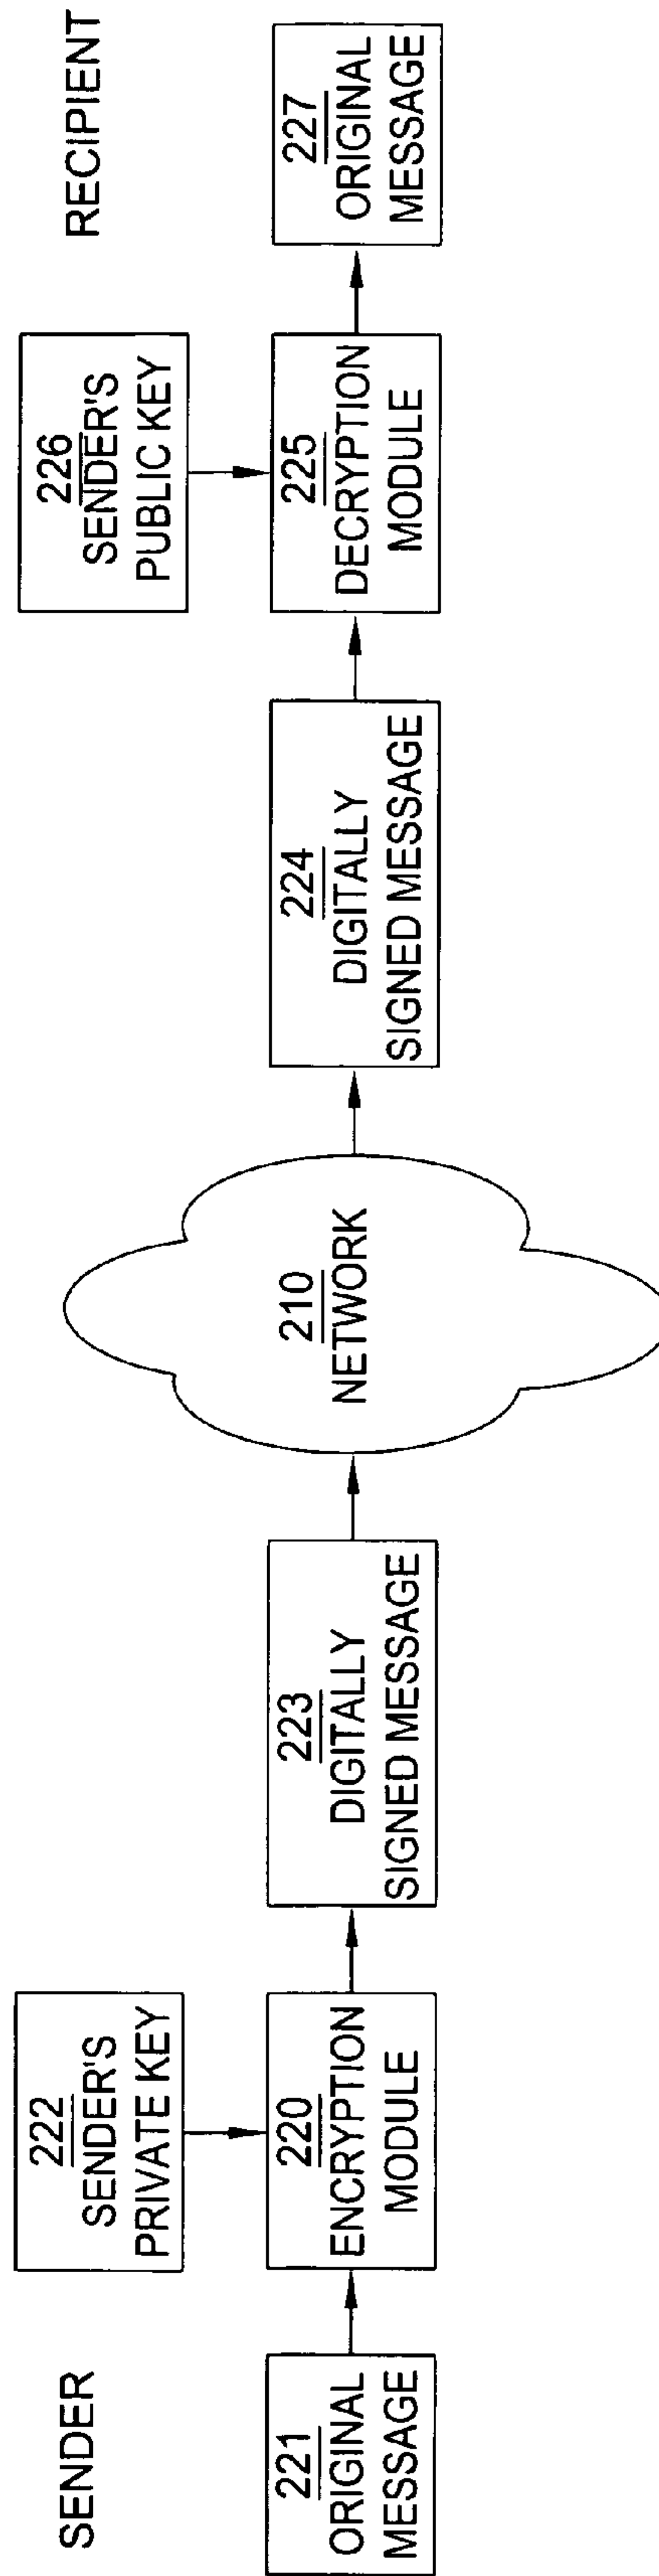 SENDER
221
ORIGINAL
MESSAGE
222
SENDER'S
PRIVATE KEY
220
ENCRYPTION
MODULE
223
DIGITALLY
SIGNED MESSAGE
210
NETWORK
224
DIGITALLY
SIGNED MESSAGE
226
SENDER'S
PUBLIC KEY
225
DECRYPTION
MODULE
RECIPIENT
227
ORIGINAL
MESSAGE